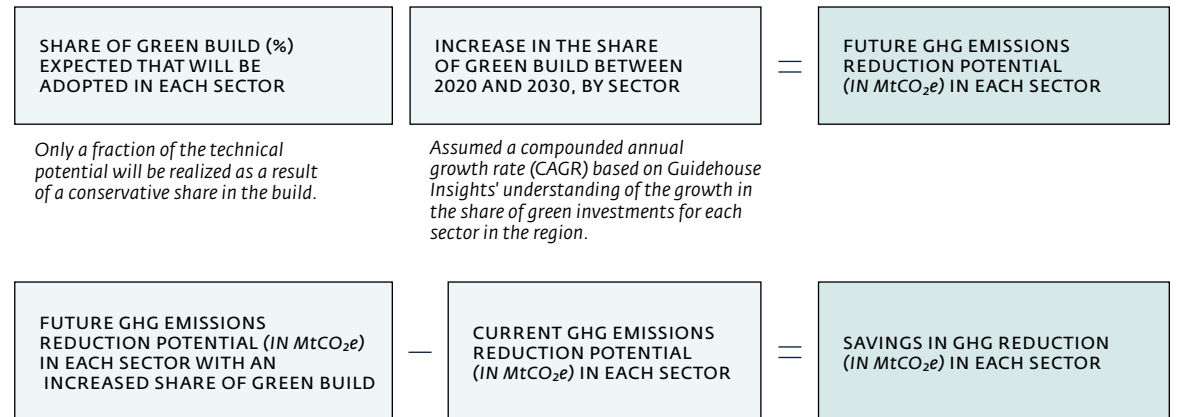 SHARE OF GREEN BUILD (%)
EXPECTED THAT WILL BE
ADOPTED IN EACH SECTOR
INCREASE IN THE SHARE
OF GREEN BUILD BETWEEN
2020 AND 2030, BY SECTOR
=
FUTURE GHG EMISSIONS
REDUCTION POTENTIAL
(IN MtCO₂e) IN EACH SECTOR
Only a fraction of the technical
potential will be realized as a result
of a conservative share in the build.
Assumed a compounded annual
growth rate (CAGR) based on Guidehouse
Insights' understanding of the growth in
the share of green investments for each
sector in the region.
FUTURE GHG EMISSIONS
REDUCTION POTENTIAL (IN MtCO₂e)
IN EACH SECTOR WITH AN
INCREASED SHARE OF GREEN BUILD
—
CURRENT GHG EMISSIONS
REDUCTION POTENTIAL
(IN MtCO₂e) IN EACH SECTOR
=
SAVINGS IN GHG REDUCTION
(IN MtCO₂e) IN EACH SECTOR